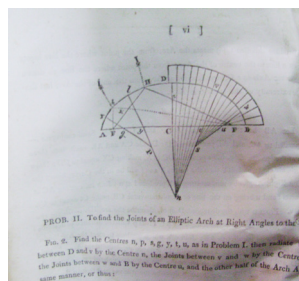 [ vi ]
H D
A F C F B
PROB. II. To find the Joints of an Elliptic Arch at Right Angles to the
FIG. 2. Find the Centres n, p, s, g, y, t, u, as in Problem I. then radiate
between D and v by the Centre n, the Joints between v and w by the Centre
the Joints between w and B by the Centre u, and the other half of the Arch A
same manner, or thus: